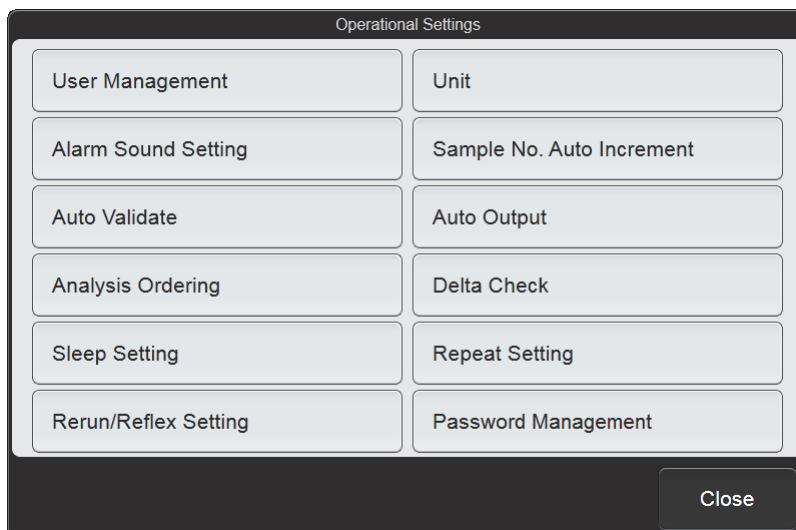 Operational Settings
User Management
Unit
Alarm Sound Setting
Sample No. Auto Increment
Auto Validate
Auto Output
Analysis Ordering
Delta Check
Sleep Setting
Repeat Setting
Rerun/Reflex Setting
Password Management
Close